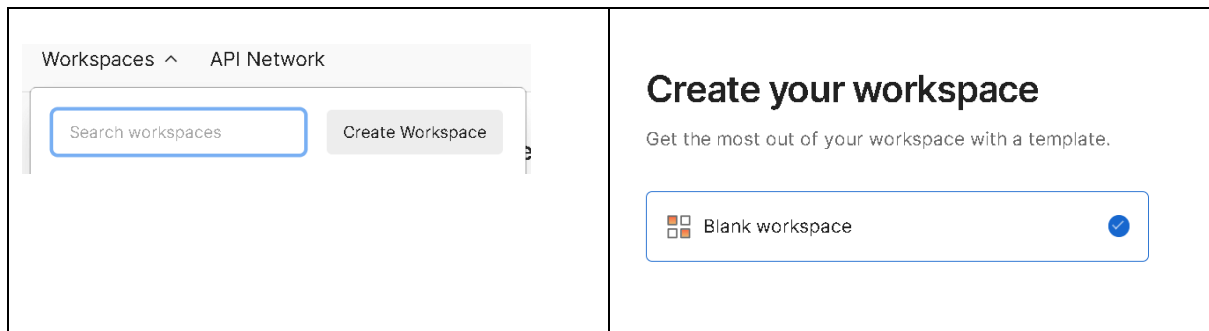 Workspaces API Network
Search workspaces Create Workspace
Create your workspace
Get the most out of your workspace with a template.
Blank workspace